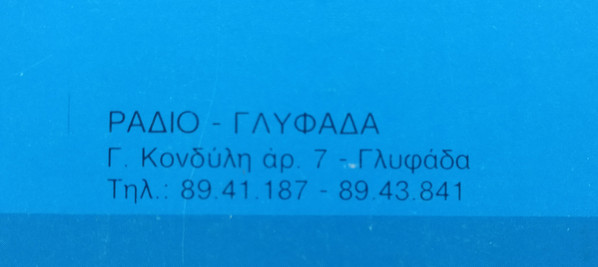 ΡΑΔΙΟ - ΓΛΥΦΑΔΑ
Γ. Κονδύλη άρ. 7 - Γλυφάδα
Τηλ.: 89.41.187 - 89.43.841